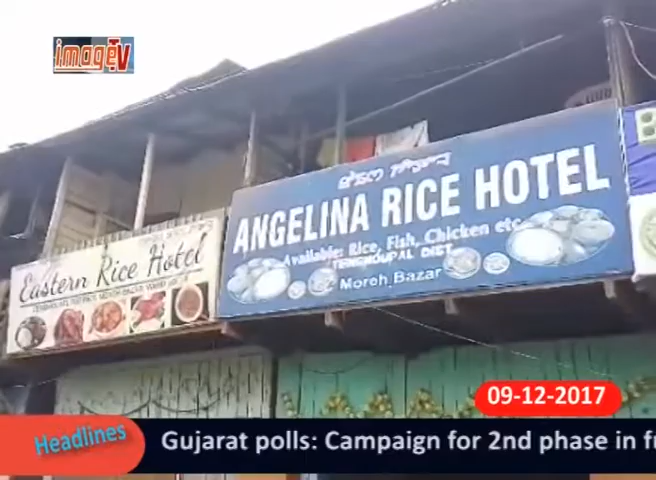 imagetv
ANGELINA RICE HOTEL
Available: Rice, Fish, Chicken etc.
TENGNOUPAL DIST.
MOREH BAZAR
Eastern Rice Hotel
09-12-2017
Headlines
GUJARAT polls: Campaign for 2nd phase in fu